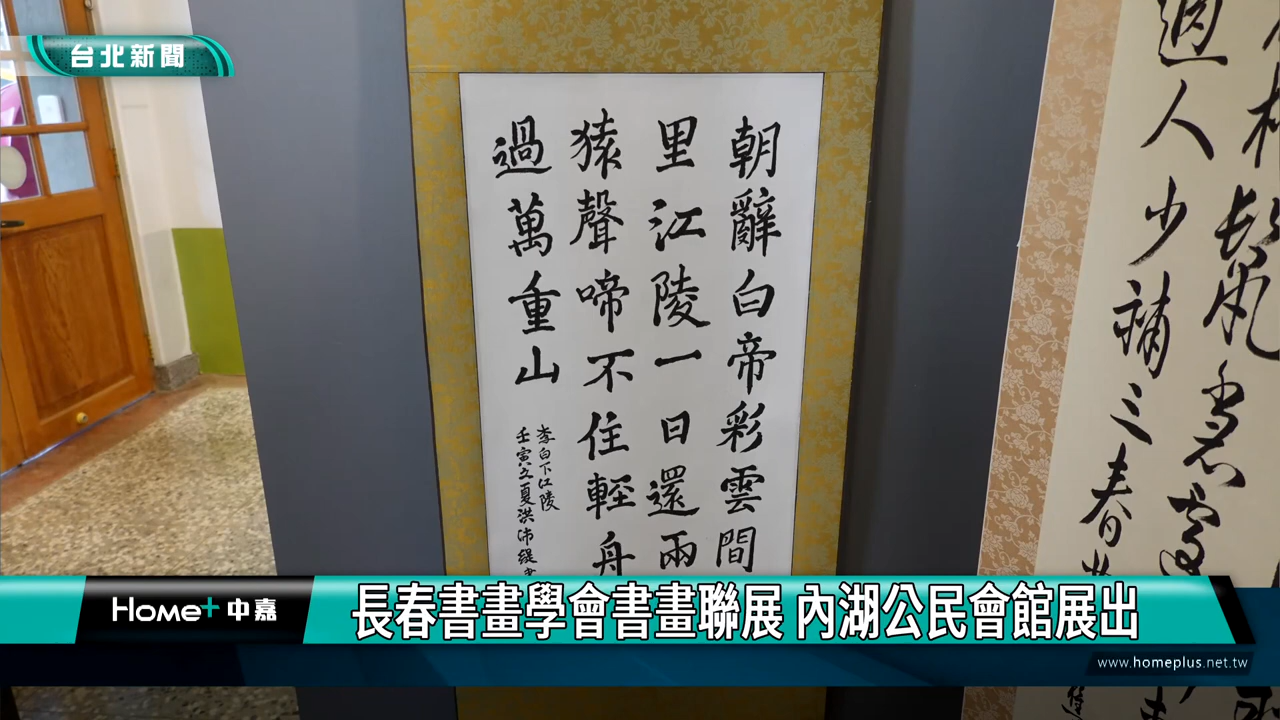 台北新聞
朝辭白帝彩雲間
里江陵一日還兩
猿聲啼不住輕舟
過萬重山
李白下江陵
壬寅立夏洪沛緹
過人少補三春
Home+中嘉
長春書畫學會書畫聯展 內湖公民會館展出
www.homeplus.net.tw